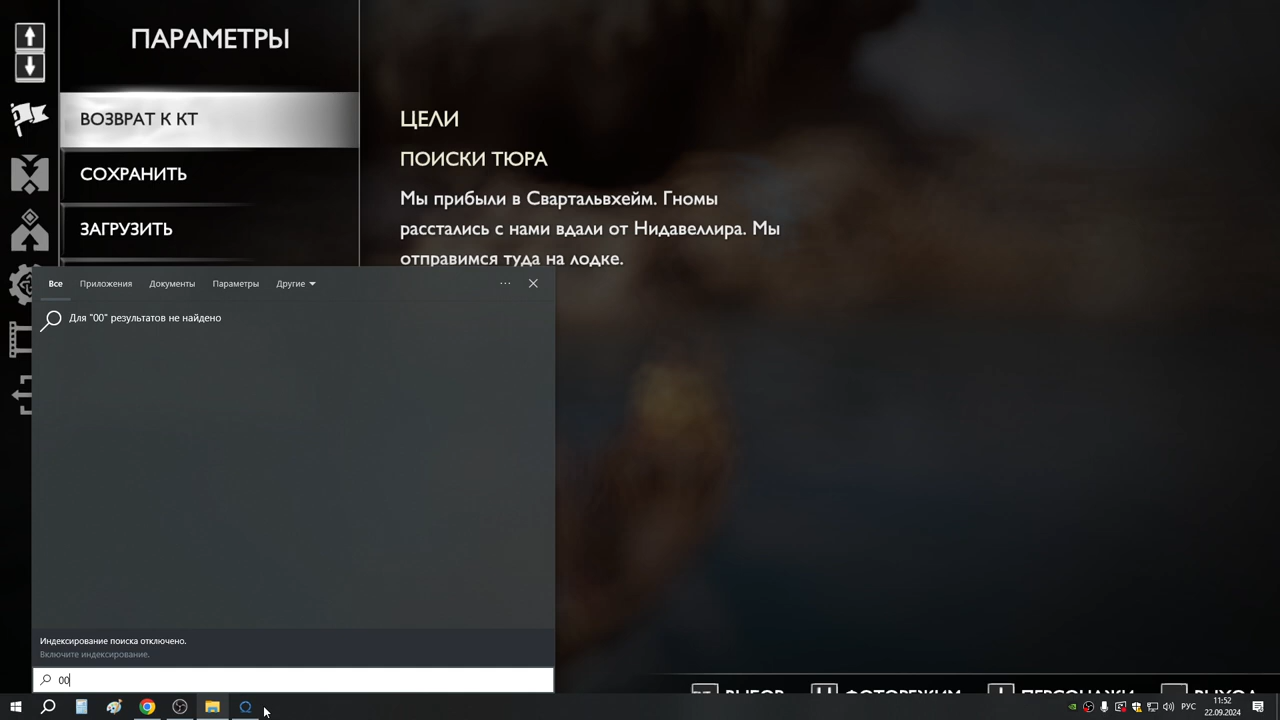 ПАРАМЕТРЫ
ВОЗВРАТ К КТ
СОХРАНИТЬ
ЗАГРУЗИТЬ
ЦЕЛИ
ПОИСКИ ТЮРА
Мы прибыли в Свартальвхейм. Гномы
расстались с нами вдали от Нидавеллира. Мы
отправимся туда на лодке.
Все Приложения Документы Параметры Другие
Для "00" результатов не найдено
Индексирование поиска отключено.
Включите индексирование.
00
ВЫБОР ФОТОРЕЖИМ ПЕРСОНАЖИ ВЫХОД
РУС
11:52
22.09.2024